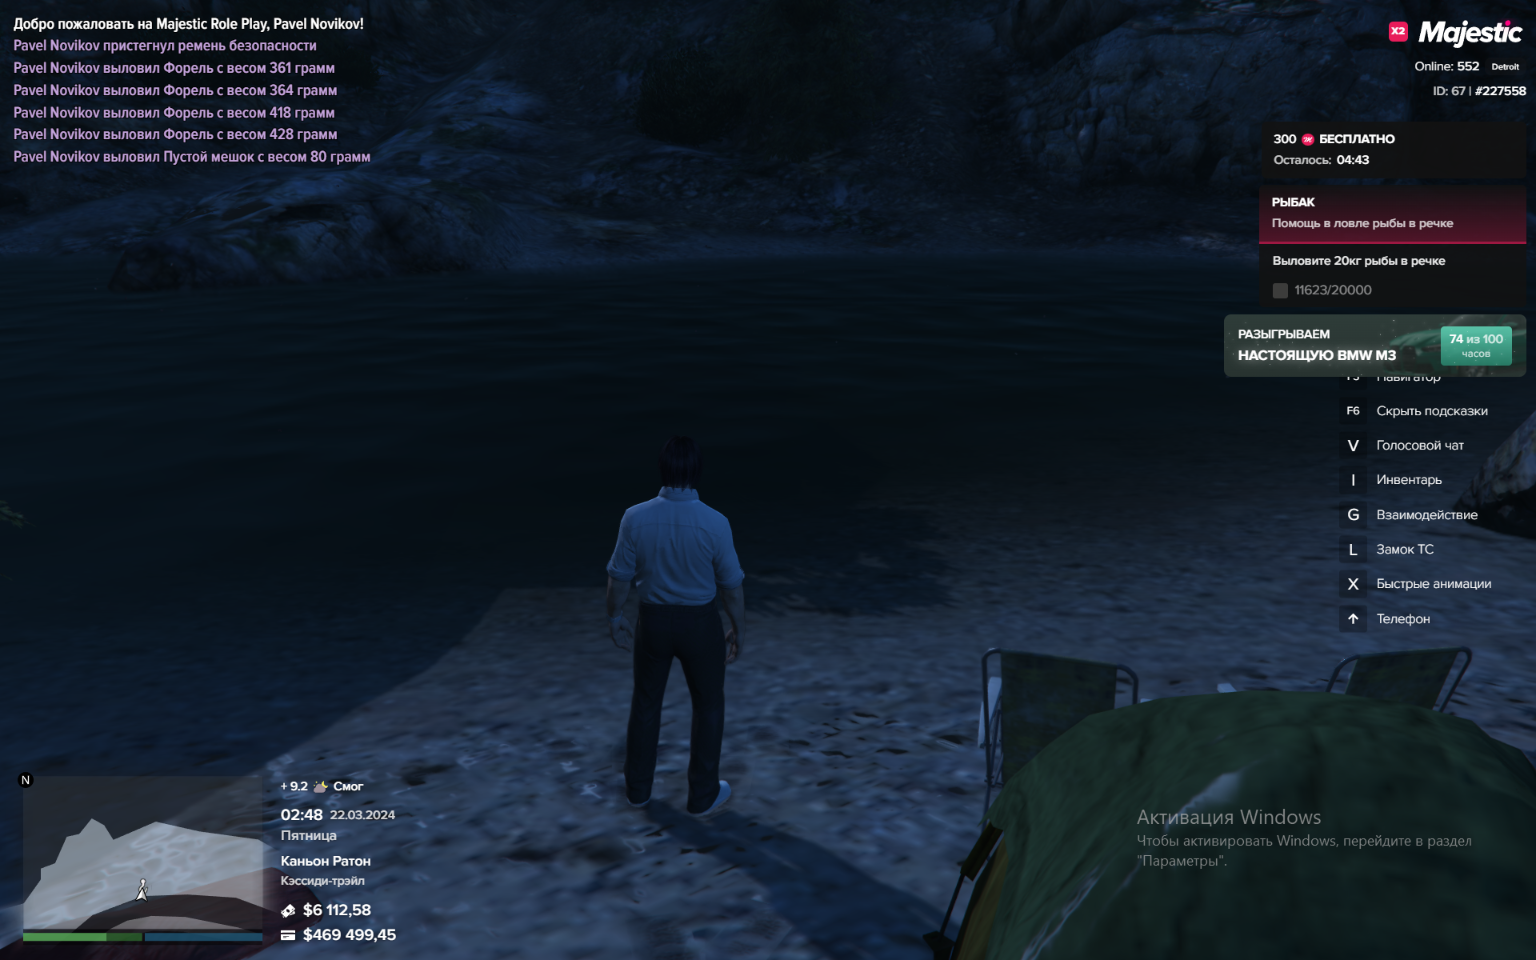 Добро пожаловать на Majestic Role Play, Pavel Novikov!
Pavel Novikov пристегнул ремень безопасности
Pavel Novikov выловил Форель с весом 361 грамм
Pavel Novikov выловил Форель с весом 364 грамм
Pavel Novikov выловил Форель с весом 418 грамм
Pavel Novikov выловил Форель с весом 428 грамм
Pavel Novikov выловил Пустой мешок с весом 80 грамм
X2 Majestic
Online: 552 Detroit
ID: 67 | #227558
300 БЕСПЛАТНО
Осталось: 04:43
РЫБАК
Помощь в ловле рыбы в речке
Выловите 20кг рыбы в речке
11623/20000
РАЗЫГРЫВАЕМ
НАСТОЯЩУЮ BMW M3
74 из 100
часов
Навигатор
F6 Скрыть подсказки
V Голосовой чат
I Инвентарь
G Взаимодействие
L Замок ТС
X Быстрые анимации
Телефон
N
+ 9.2 Смог
02:48 22.03.2024
Пятница
Каньон Ратон
Кэссиди-трэйл
$6 112,58
$469 499,45
Активация Windows
Чтобы активировать Windows, перейдите в раздел
"Параметры".